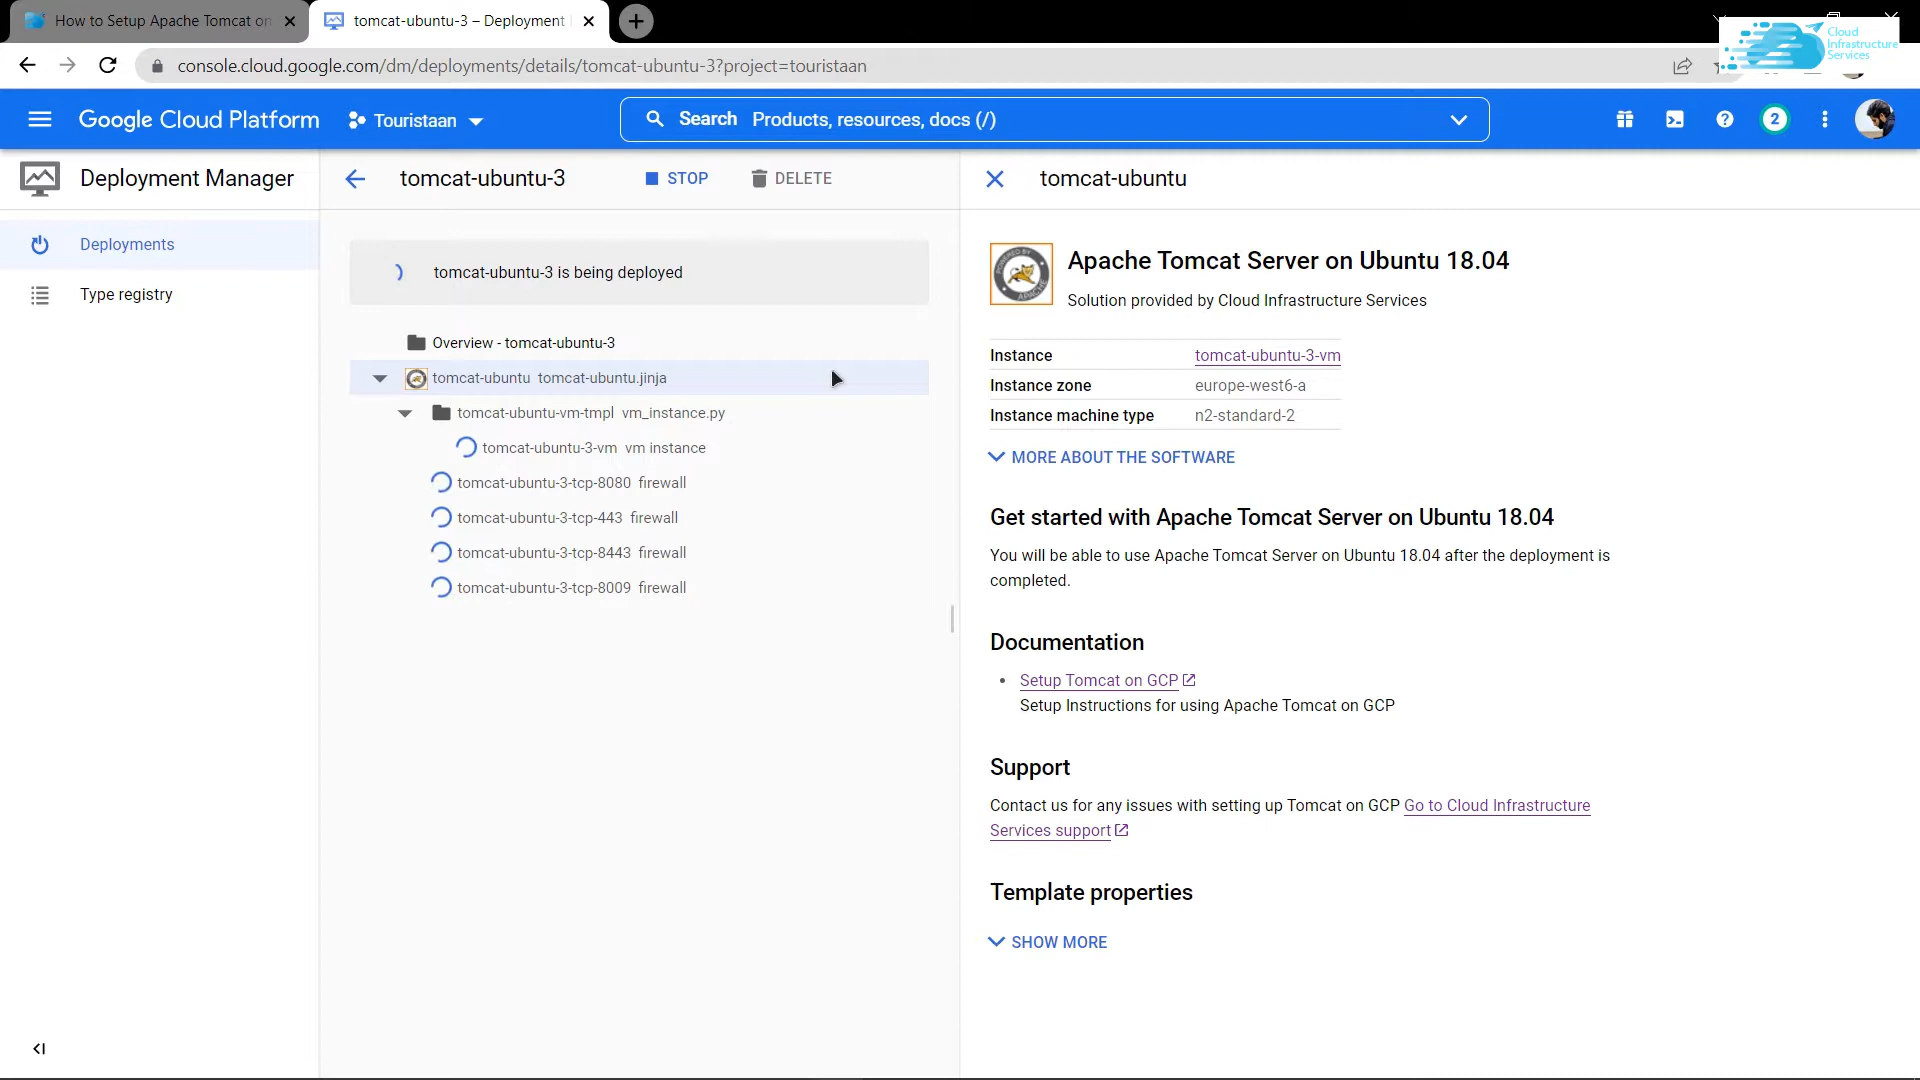 How to Setup Apache Tomcat on
tomcat-ubuntu-3 – Deployment
Cloud
Infrastructure
Services
console.cloud.google.com/dm/deployments/details/tomcat-ubuntu-3?project=touristaan
Google Cloud Platform
Touristaan
Search Products, resources, docs (/)
2
Deployment Manager
Deployments
Type registry
tomcat-ubuntu-3
STOP
DELETE
tomcat-ubuntu-3 is being deployed
Overview - tomcat-ubuntu-3
tomcat-ubuntu tomcat-ubuntu.jinja
tomcat-ubuntu-vm-tmpl vm_instance.py
tomcat-ubuntu-3-vm vm instance
tomcat-ubuntu-3-tcp-8080 firewall
tomcat-ubuntu-3-tcp-443 firewall
tomcat-ubuntu-3-tcp-8443 firewall
tomcat-ubuntu-3-tcp-8009 firewall
tomcat-ubuntu
Apache Tomcat Server on Ubuntu 18.04
Solution provided by Cloud Infrastructure Services
Instance tomcat-ubuntu-3-vm
Instance zone europe-west6-a
Instance machine type n2-standard-2
MORE ABOUT THE SOFTWARE
Get started with Apache Tomcat Server on Ubuntu 18.04
You will be able to use Apache Tomcat Server on Ubuntu 18.04 after the deployment is
completed.
Documentation
• Setup Tomcat on GCP
Setup Instructions for using Apache Tomcat on GCP
Support
Contact us for any issues with setting up Tomcat on GCP Go to Cloud Infrastructure
Services support
Template properties
SHOW MORE